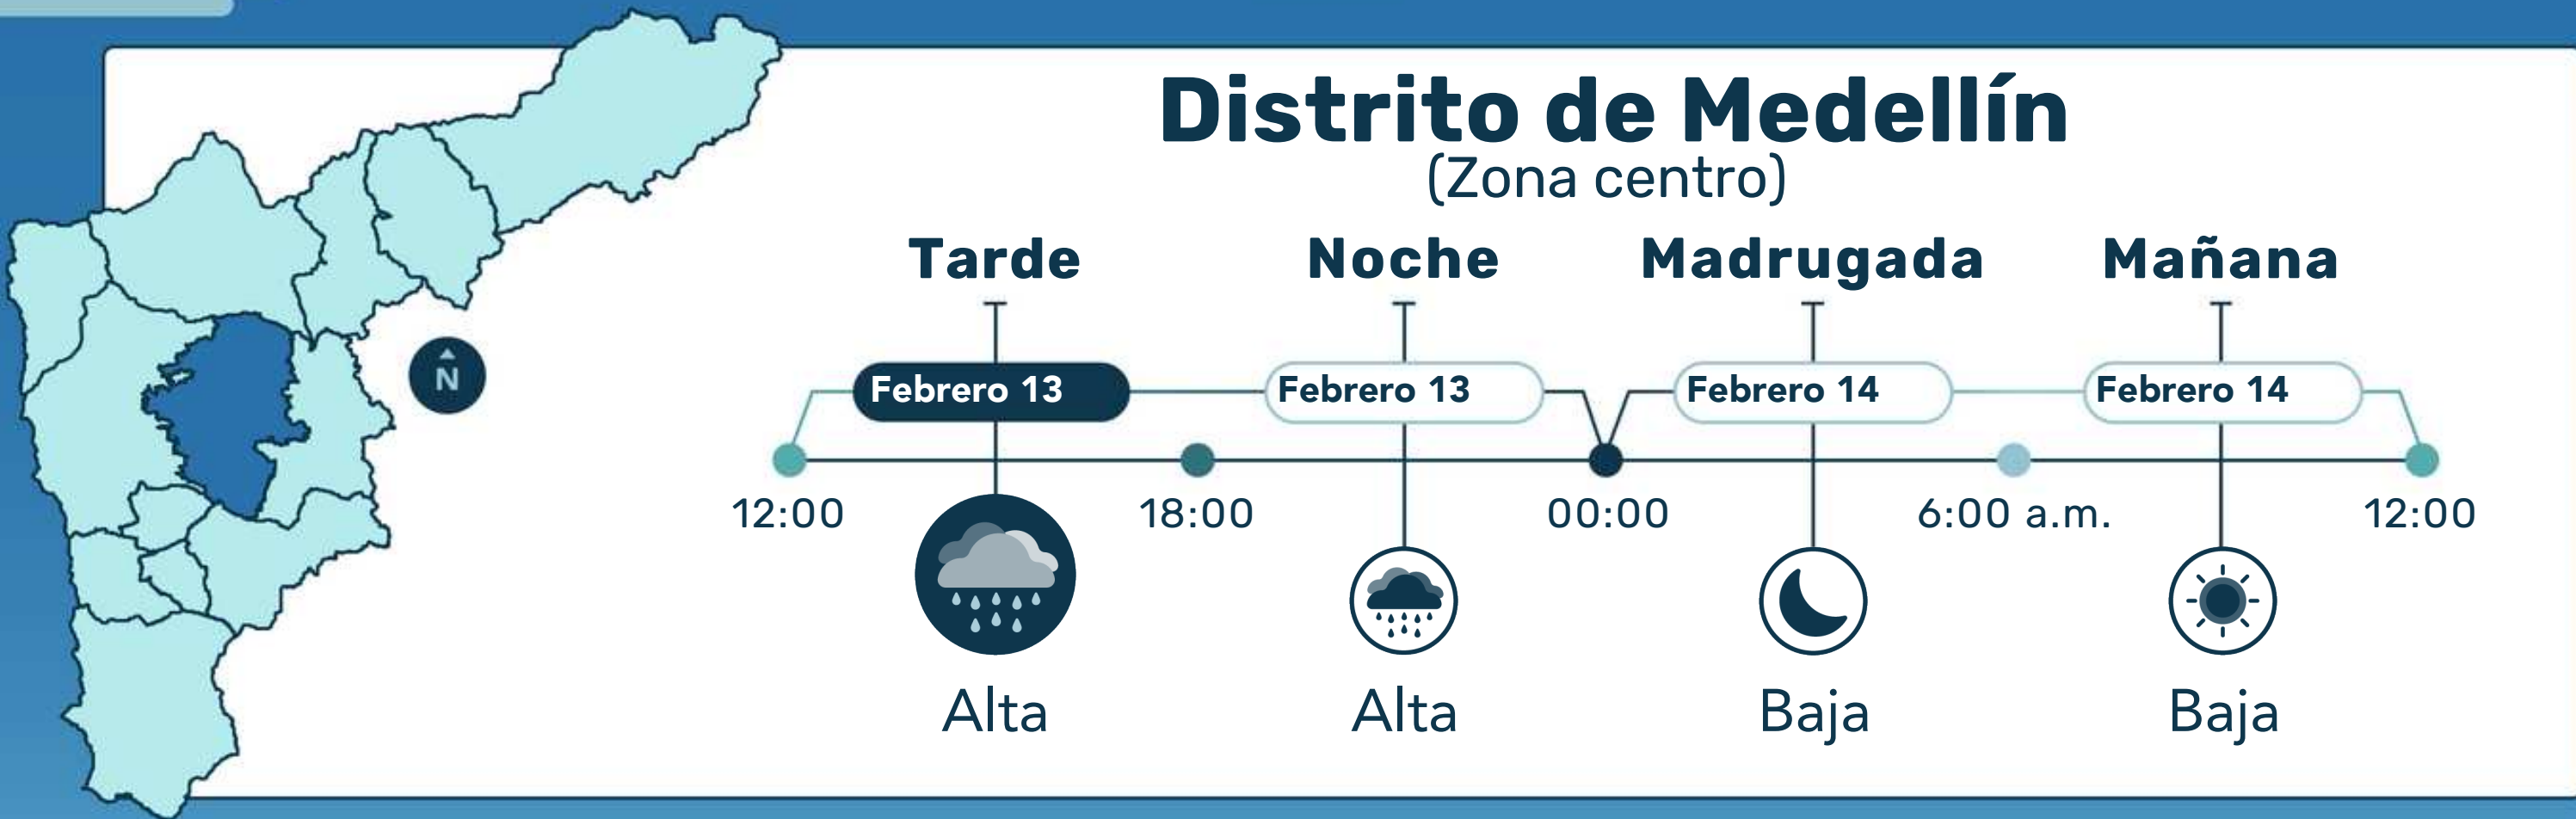 Distrito de Medellín
(Zona centro)
Tarde Noche Madrugada Mañana
N
Febrero 13 Febrero 13 Febrero 14 Febrero 14
12:00 18:00 00:00 6:00 a.m. 12:00
Alta Alta Baja Baja